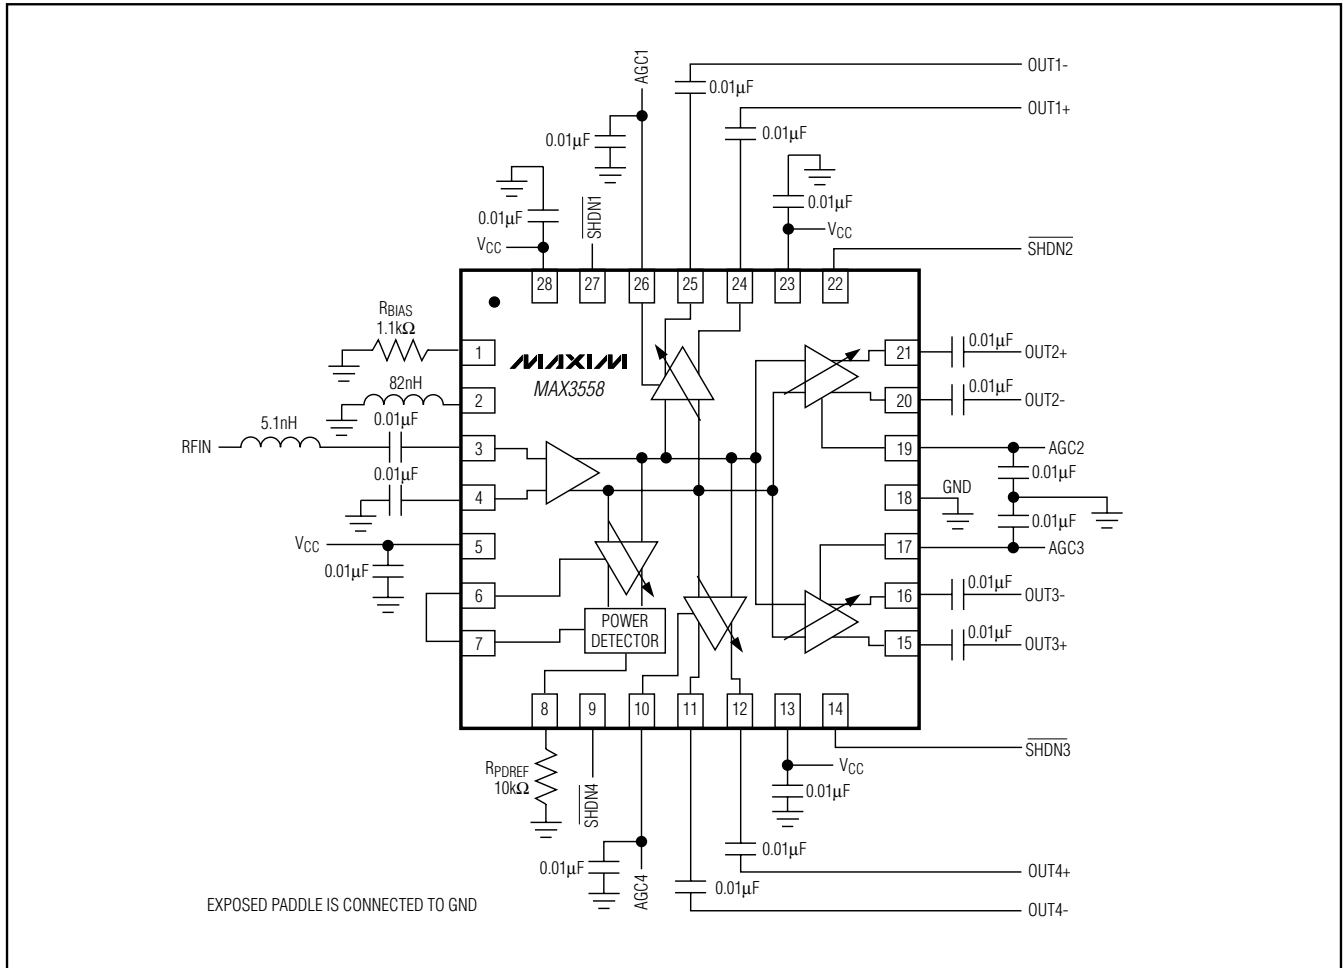 AGC1
OUT1-
0.01µF
OUT1+
0.01µF
0.01µF
0.01µF
SHDN1
0.01µF
VCC
VCC
SHDN2
28
27
26
25
24
23
22
RBIAS
1.1kΩ
1
MAXIM
MAX3558
21
0.01µF
OUT2+
82nH
2
20
0.01µF
OUT2-
5.1nH
0.01µF
RFIN
3
19
AGC2
0.01µF
0.01µF
4
18
GND
0.01µF
VCC
5
17
AGC3
0.01µF
6
16
0.01µF
OUT3-
7
POWER
DETECTOR
15
0.01µF
OUT3+
8
9
10
11
12
13
14
SHDN3
RPDREF
10kΩ
SHDN4
VCC
0.01µF
0.01µF
0.01µF
OUT4+
AGC4
0.01µF
OUT4-
EXPOSED PADDLE IS CONNECTED TO GND